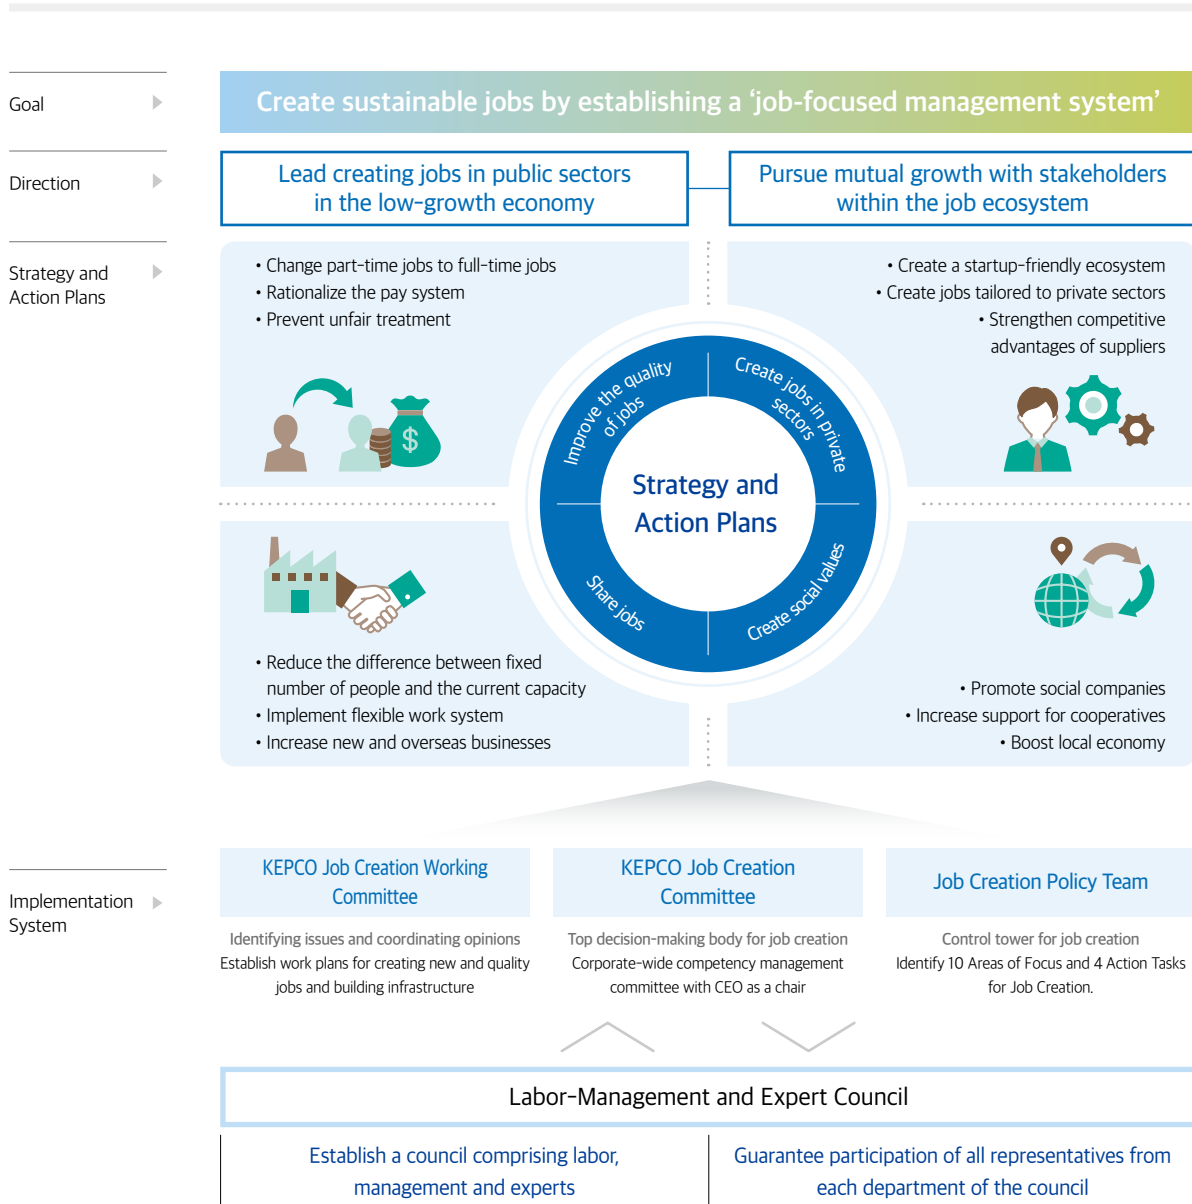 Goal
Create sustainable jobs by establishing a ‘job-focused management system’
Direction
Lead creating jobs in public sectors
in the low-growth economy
Pursue mutual growth with stakeholders
within the job ecosystem
Strategy and
Action Plans
• Change part-time jobs to full-time jobs
• Rationalize the pay system
• Prevent unfair treatment
• Create a startup-friendly ecosystem
• Create jobs tailored to private sectors
• Strengthen competitive
advantages of suppliers
Improve the quality
of jobs
Create jobs in private
sectors
$
Strategy and
Action Plans
Share jobs
Create social values
• Reduce the difference between fixed
number of people and the current capacity
• Implement flexible work system
• Increase new and overseas businesses
• Promote social companies
• Increase support for cooperatives
• Boost local economy
Implementation
System
KEPCO Job Creation Working
Committee
Identifying issues and coordinating opinions
Establish work plans for creating new and quality
jobs and building infrastructure
KEPCO Job Creation
Committee
Top decision-making body for job creation
Corporate-wide competency management
committee with CEO as a chair
Job Creation Policy Team
Control tower for job creation
Identify 10 Areas of Focus and 4 Action Tasks
for Job Creation.
Labor-Management and Expert Council
Establish a council comprising labor,
management and experts
Guarantee participation of all representatives from
each department of the council